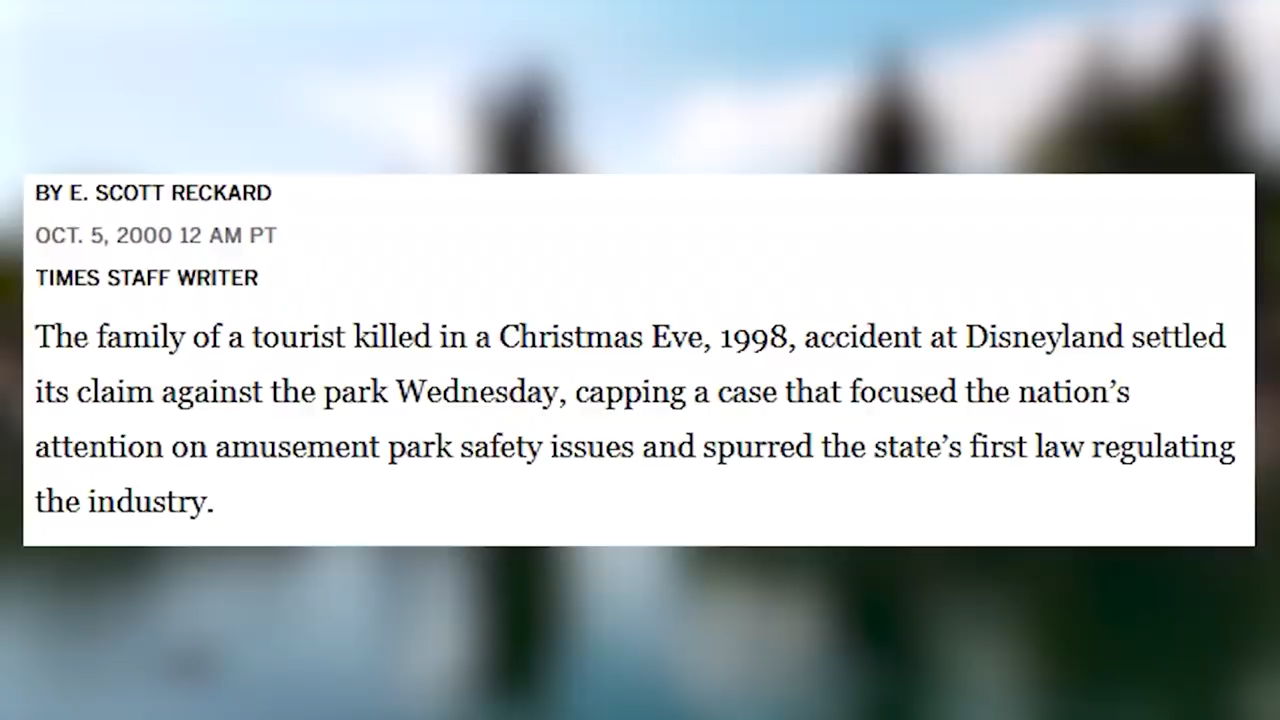 BY E. SCOTT RECKARD
OCT. 5, 2000 12 AM PT
TIMES STAFF WRITER
The family of a tourist killed in a Christmas Eve, 1998, accident at Disneyland settled
its claim against the park Wednesday, capping a case that focused the nation’s
attention on amusement park safety issues and spurred the state’s first law regulating
the industry.